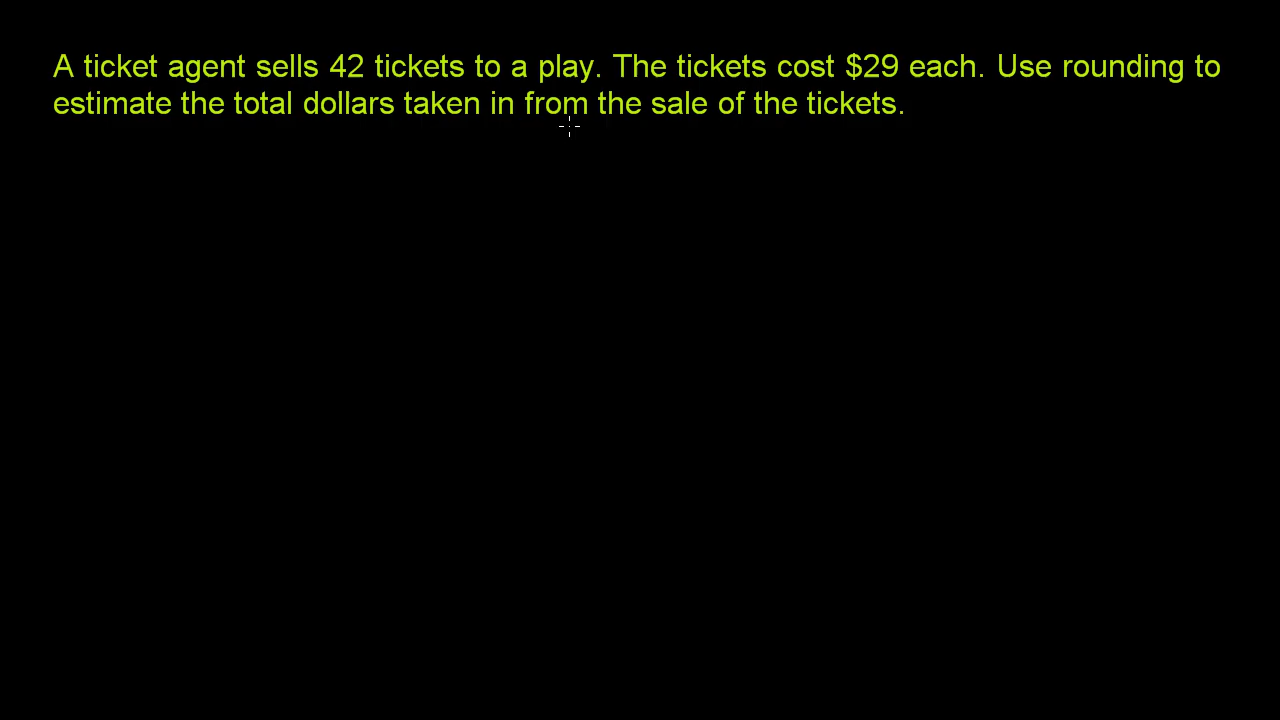 A ticket agent sells 42 tickets to a play. The tickets cost $29 each. Use rounding to
estimate the total dollars taken in from the sale of the tickets.